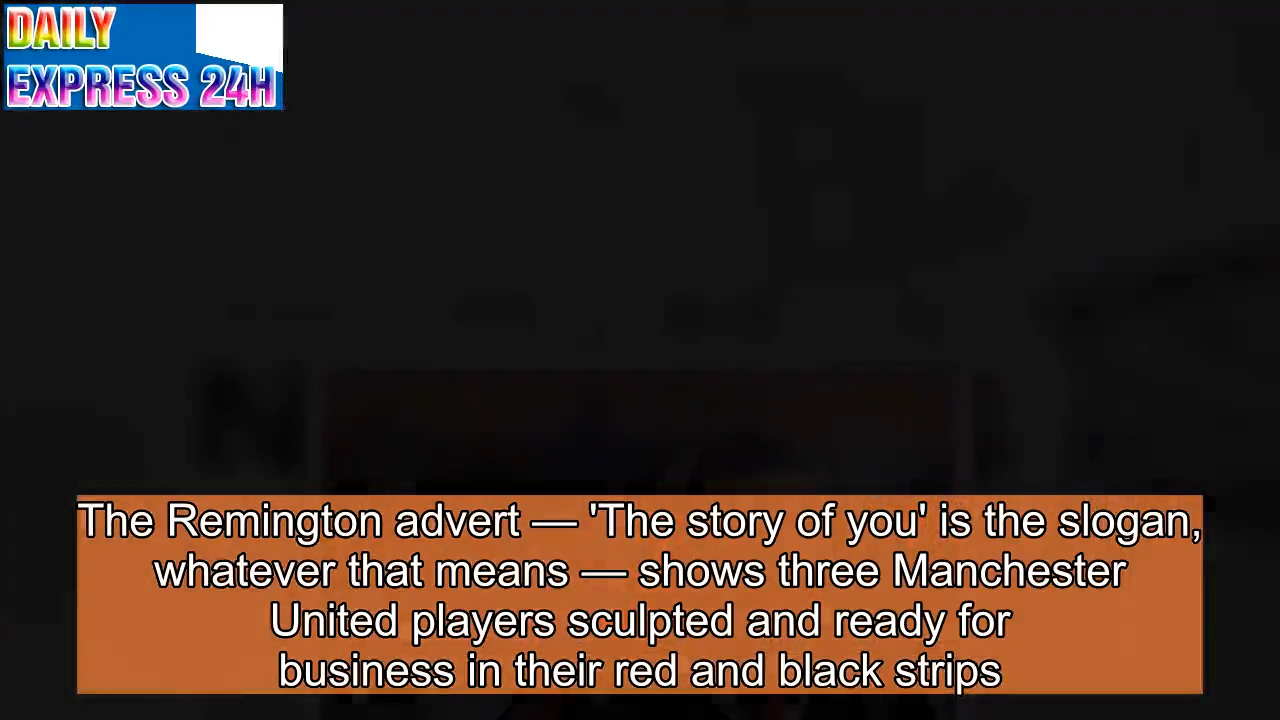 DAILY
EXPRESS 24H
The Remington advert — 'The story of you' is the slogan,
whatever that means — shows three Manchester
United players sculpted and ready for
business in their red and black strips